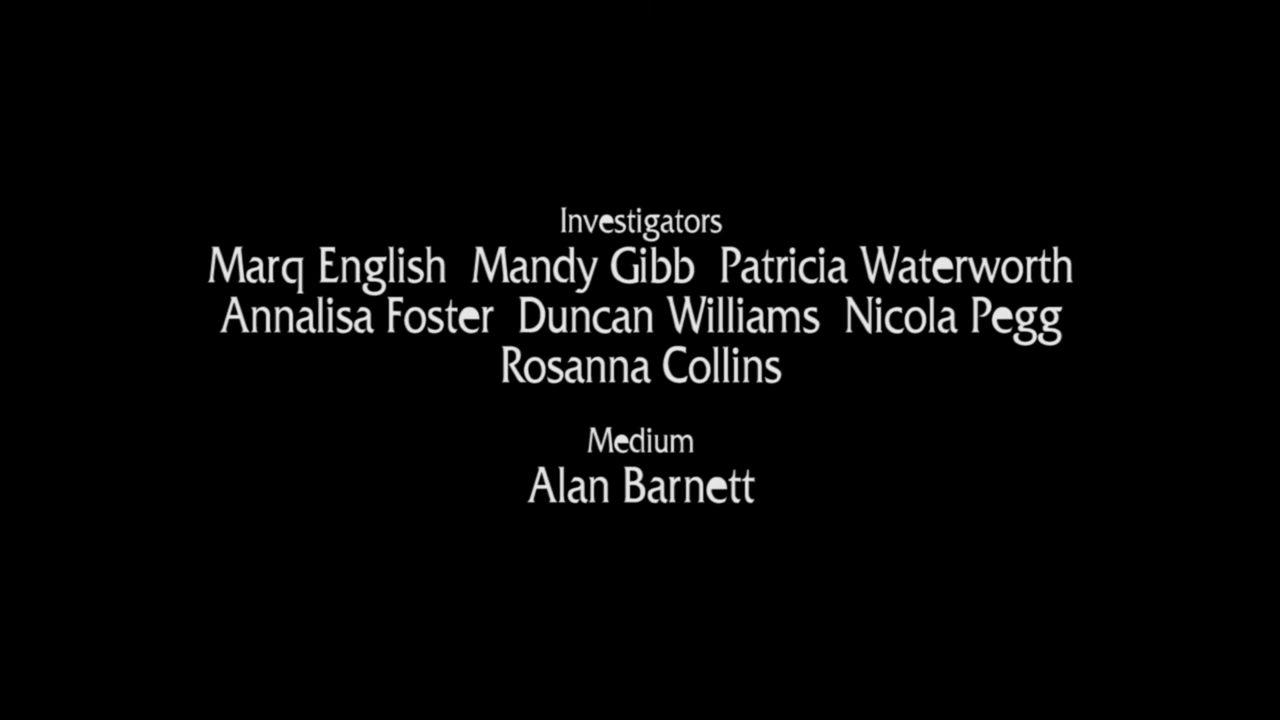 Investigators
Marq English  Mandy Gibb  Patricia Waterworth
Annalisa Foster  Duncan Williams  Nicola Pegg
Rosanna Collins
Medium
Alan Barnett